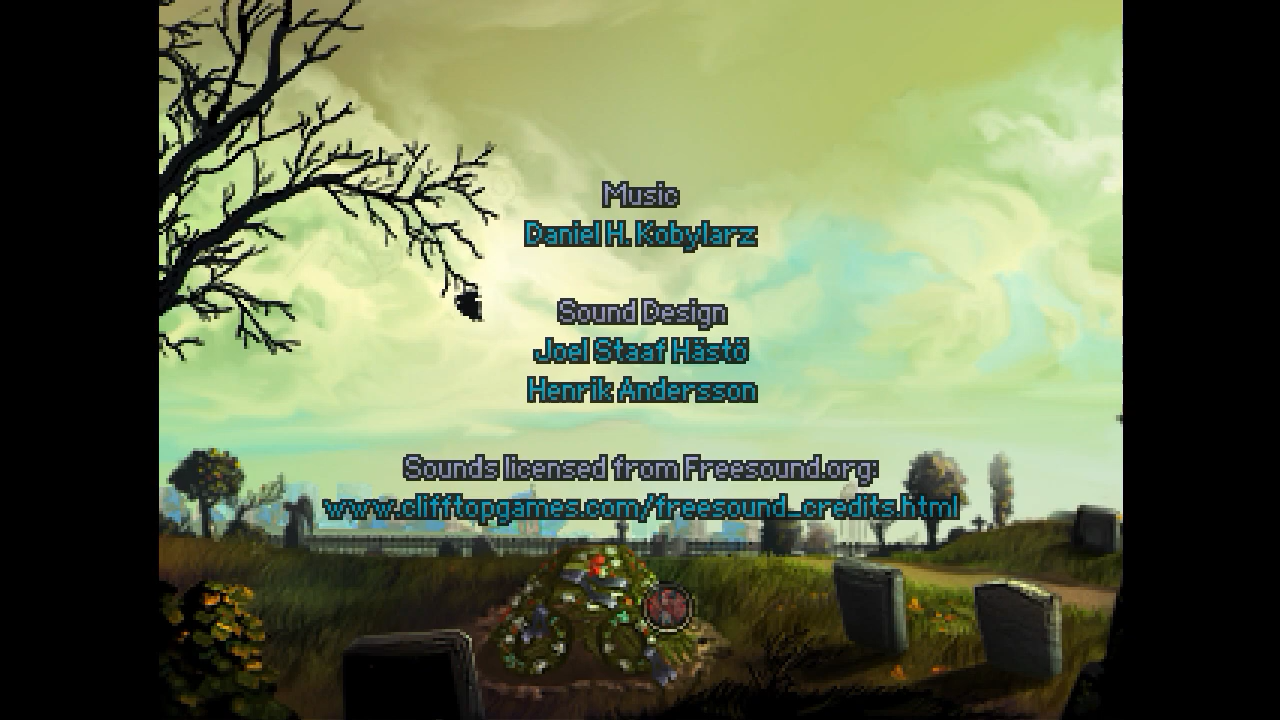 Music
Daniel H. Kobylarz
Sound Design
Joel Staaf Hästö
Henrik Andersson
Sounds licensed from Freesound.org:
www.clifftopgames.com/freesound_credits.html